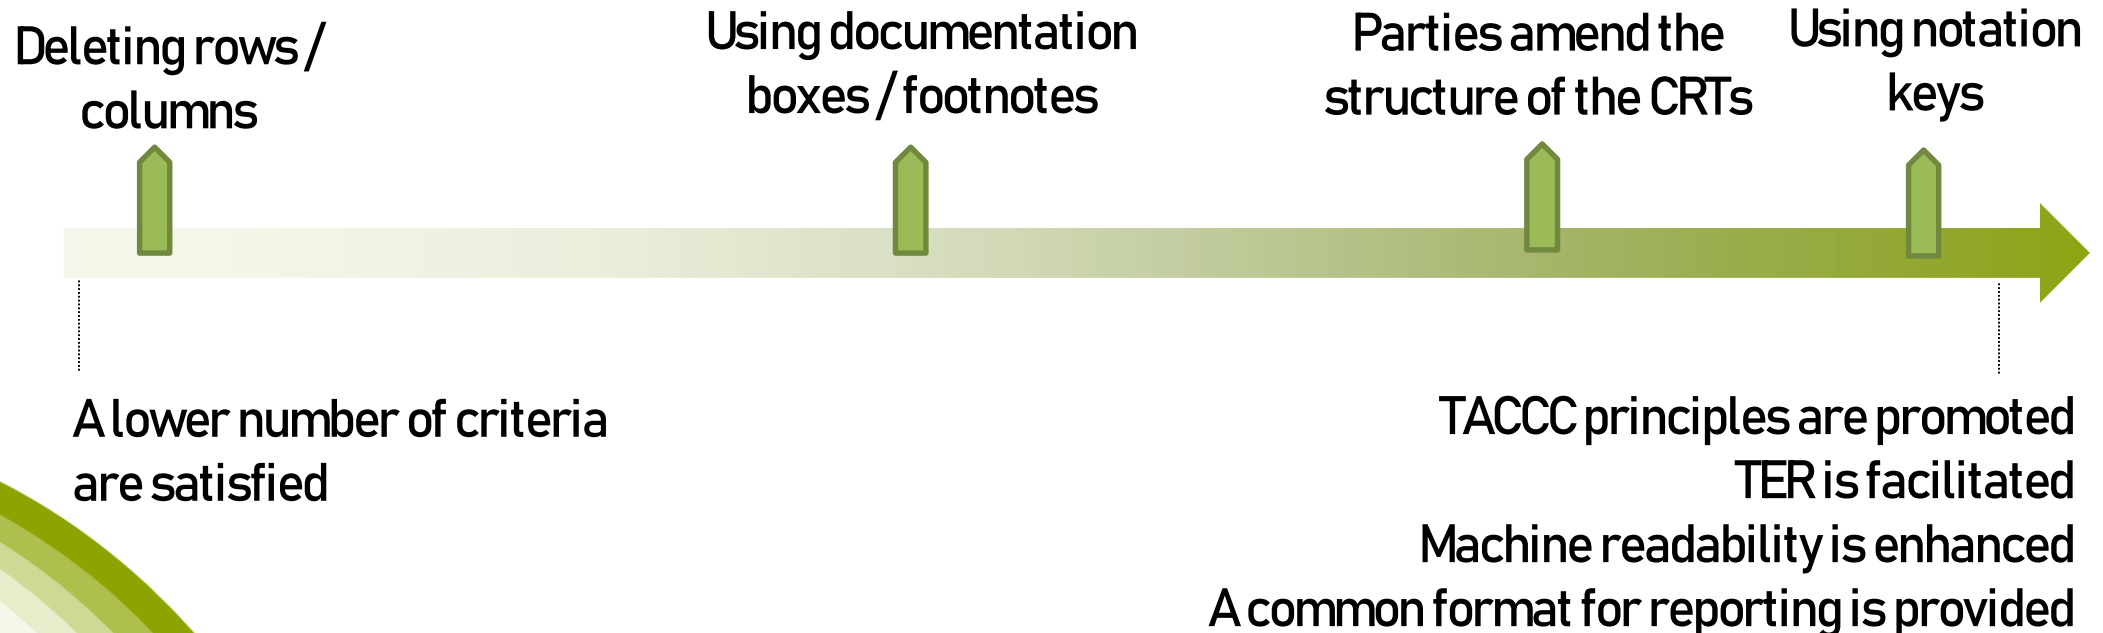 Deleting rows /
columns
Using documentation
boxes / footnotes
Parties amend the
structure of the CRTs
Using notation
keys
A lower number of criteria
are satisfied
TACCC principles are promoted
TER is facilitated
Machine readability is enhanced
A common format for reporting is provided